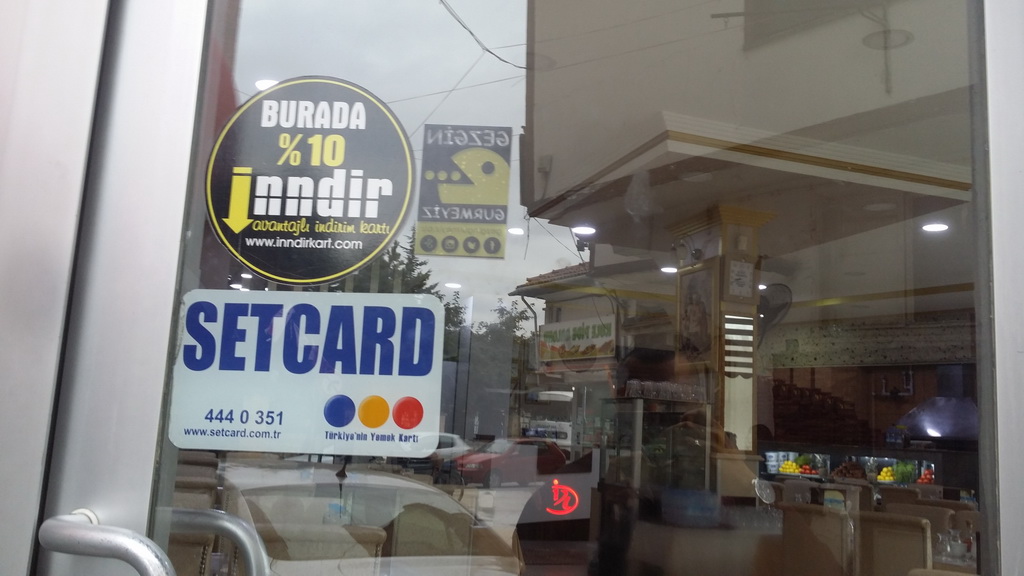 BURADA
%10
inndir
avantajlı indirim kartı
www.inndirkart.com
GEZGİN
GURMEYİZ
SETCARD
444 0 351
www.setcard.com.tr
Türkiye'nin Yemek Kartı